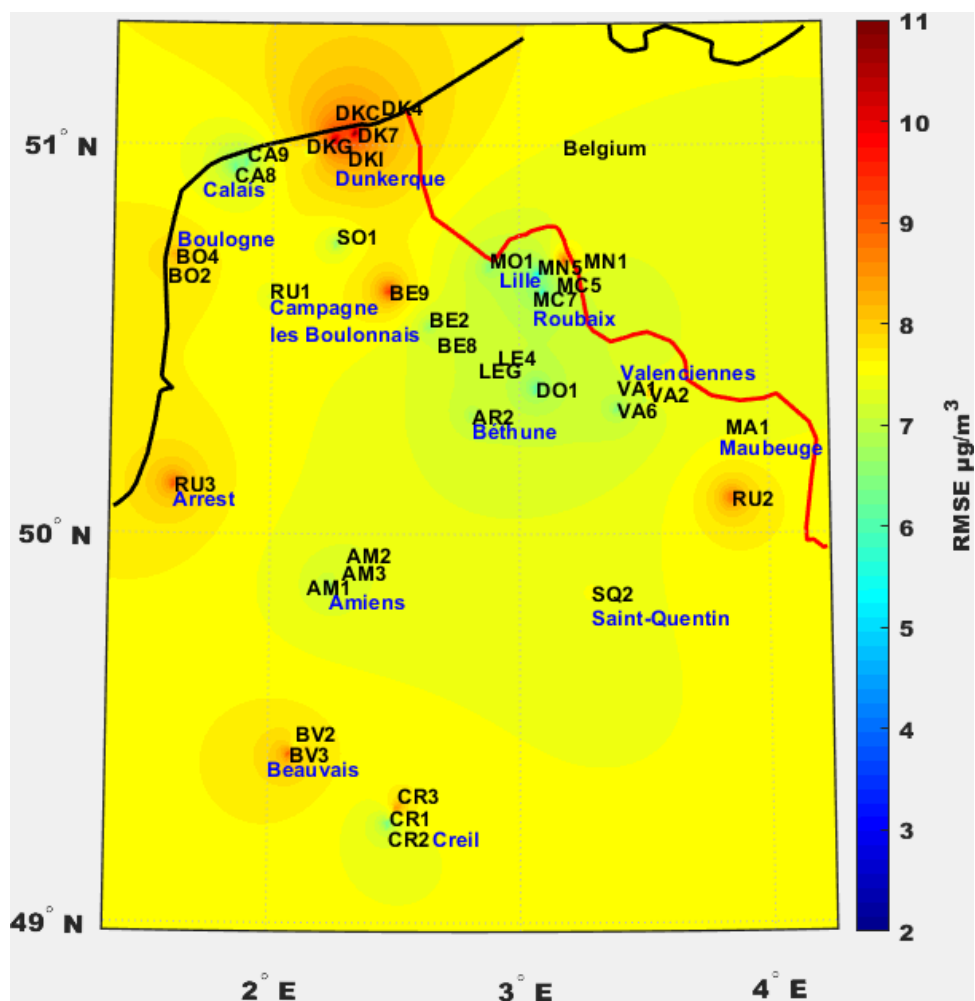 11
10
9
8
7
6
5
4
3
2
RMSE µg/m³
51° N
50° N
49° N
2° E
3° E
4° E
DKC DK4
DK7
DKG
DKI
Dunkerque
Belgium
CA9
CA8
Calais
Boulogne
BO4
BO2
SO1
RU1
Campagne
les Boulonnais
BE9
BE2
BE8
MO1
MN1
MN5
Lille
MC5
MC7
Roubaix
LE4
LEG
DO1
Valenciennes
VA1
VA2
VA6
AR2
Béthune
MA1
Maubeuge
RU3
Arrest
RU2
AM2
AM3
AM1
Amiens
SQ2
Saint-Quentin
BV2
BV3
Beauvais
CR3
CR1
CR2 Creil